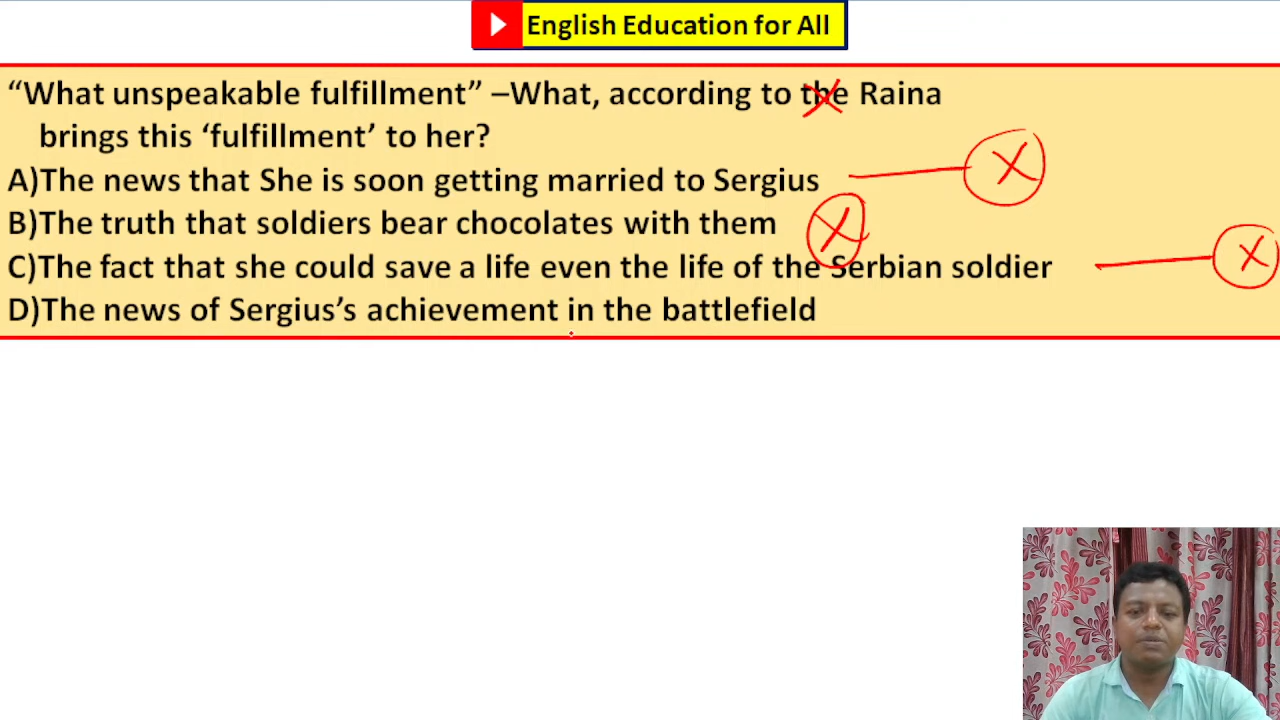 English Education for All
“What unspeakable fulfillment” –What, according to the Raina
brings this ‘fulfillment’ to her?
A)The news that She is soon getting married to Sergius
B)The truth that soldiers bear chocolates with them
C)The fact that she could save a life even the life of the Serbian soldier
D)The news of Sergius’s achievement in the battlefield